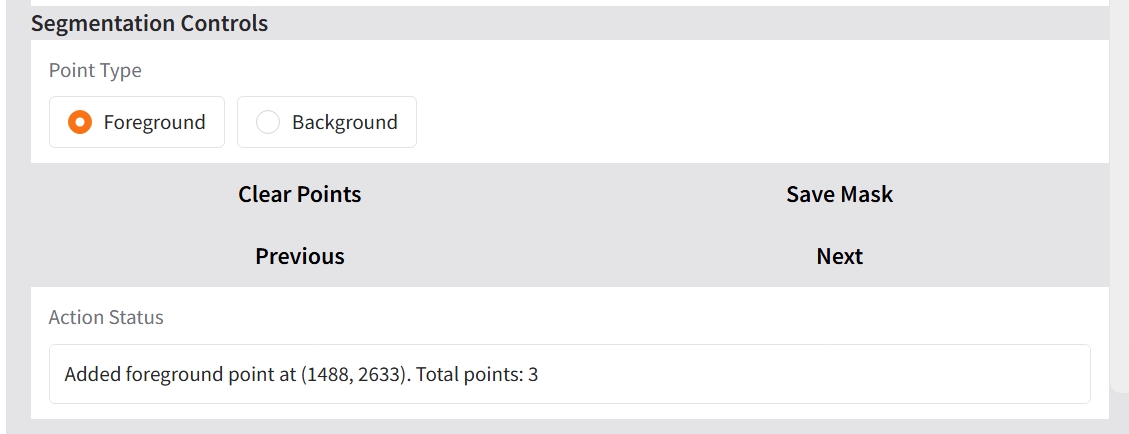 Segmentation Controls
Point Type
Foreground Background
Clear Points Save Mask
Previous Next
Action Status
Added foreground point at (1488, 2633). Total points: 3